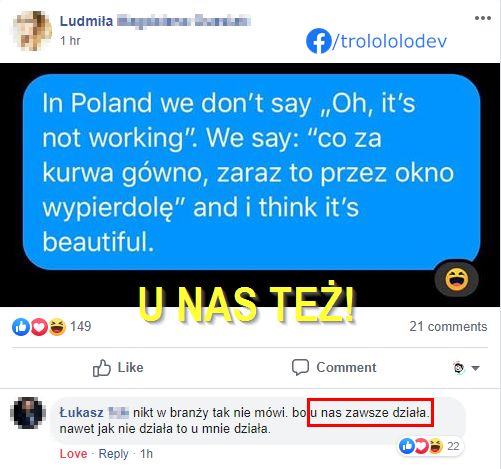 Ludmiła
1 hr
/trolololodev
In Poland we don't say „Oh, it's
not working". We say: "co za
kurwa gówno, zaraz to przez okno
wypierdolę" and i think it's
beautiful.
U NAS TEŻ!
149
21 comments
Like
Comment
Łukasz nikt w branży tak nie mówi. bo u nas zawsze działa.
nawet jak nie działa to u mnie działa.
22
Love · Reply · 1h